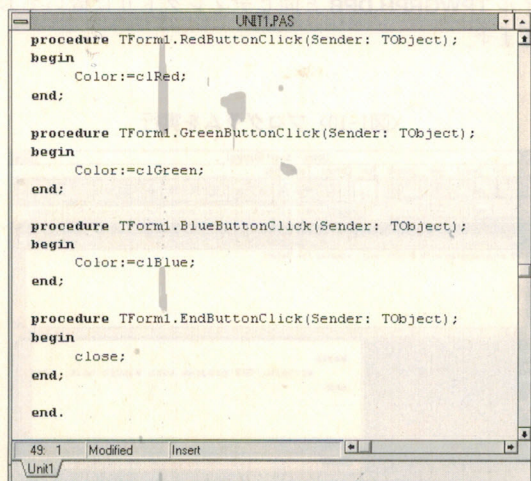 UNIT1.PAS
procedure TForm1.RedButtonClick(Sender: TObject);
begin
Color:=clRed;
end;
procedure TForm1.GreenButtonClick(Sender: TObject);
begin
Color:=clGreen;
end;
procedure TForm1.BlueButtonClick(Sender: TObject);
begin
Color:=clBlue;
end;
procedure TForm1.EndButtonClick(Sender: TObject);
begin
close;
end;
end.
49: 1 Modified Insert
Unit1